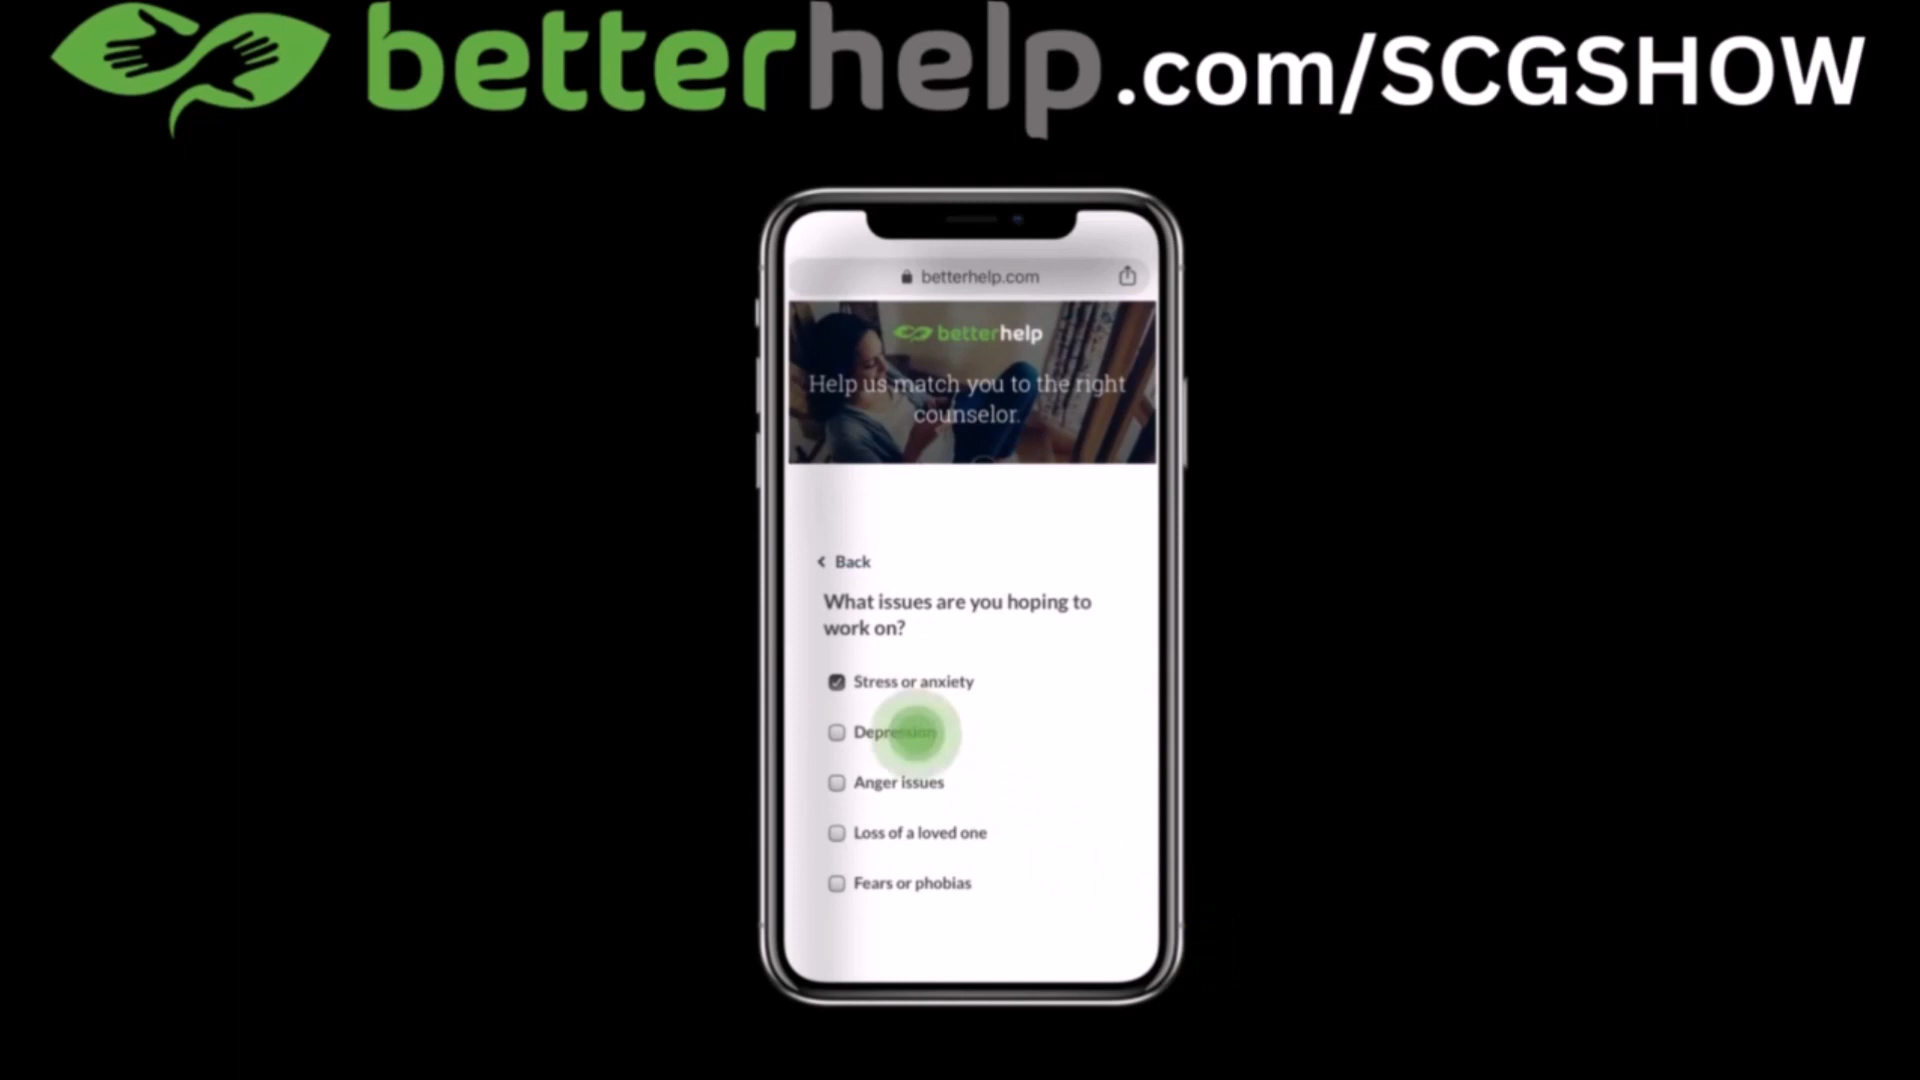 betterhelp.com/SCGSHOW
betterhelp.com
betterhelp
Help us match you to the right
counselor.
Back
What issues are you hoping to
work on?
Stress or anxiety
Depression
Anger issues
Loss of a loved one
Fears or phobias